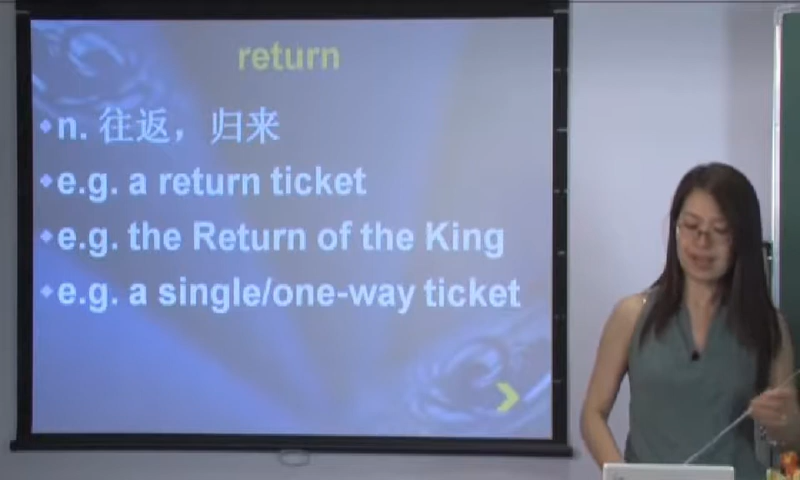 return
n. 往返，归来
e.g. a return ticket
e.g. the Return of the King
e.g. a single/one-way ticket